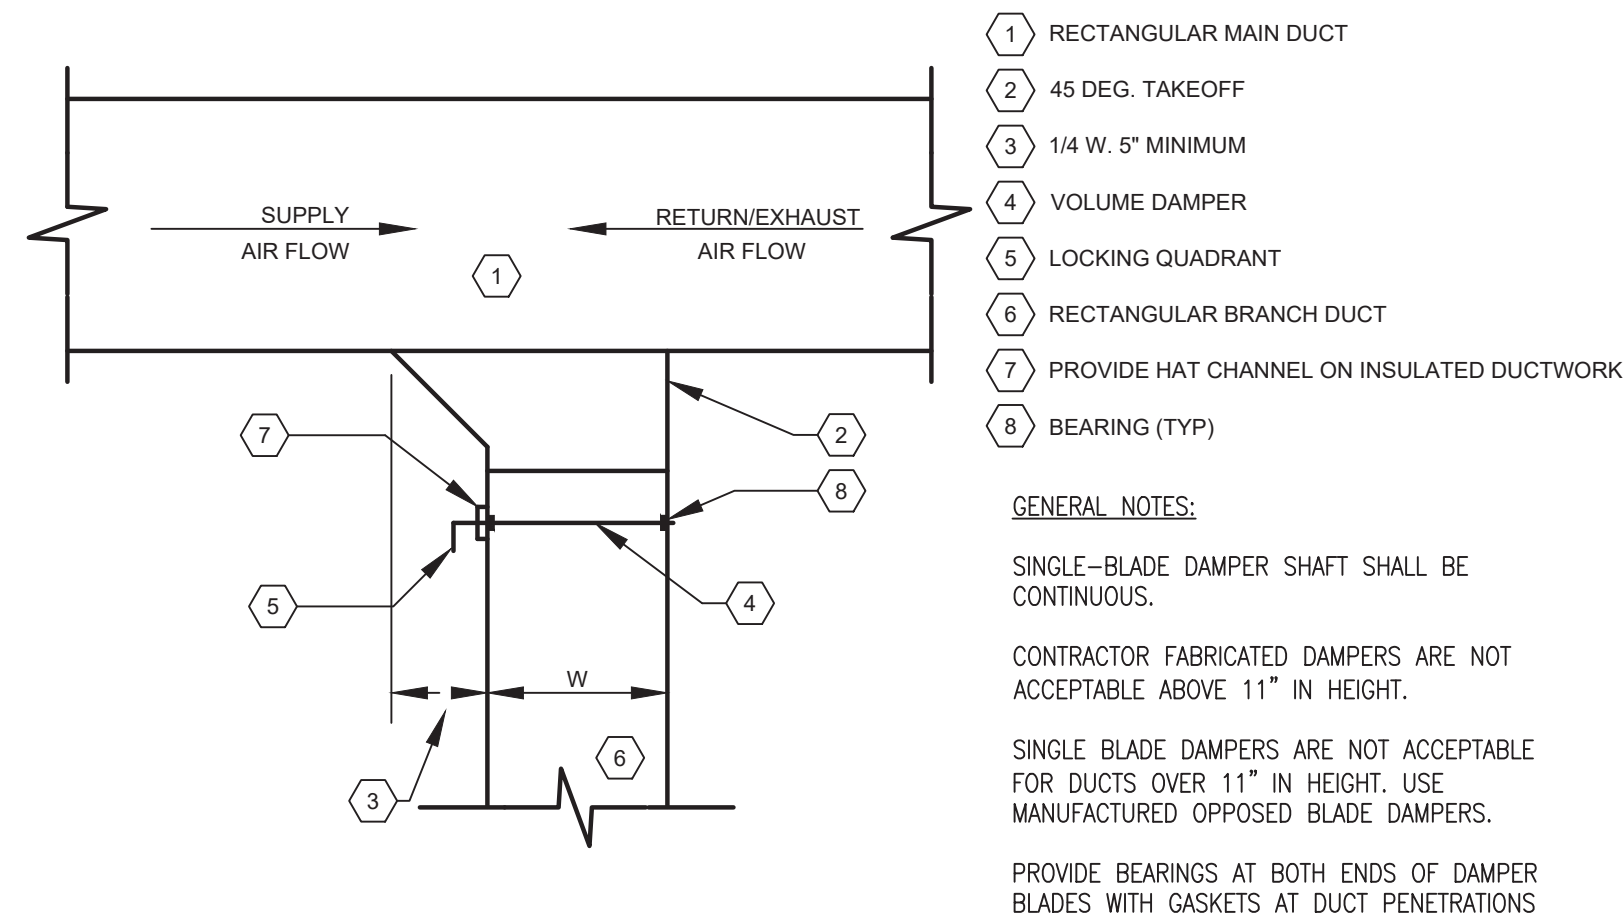 1 RECTANGULAR MAIN DUCT
2 45 DEG. TAKEOFF
3 1/4 W. 5" MINIMUM
4 VOLUME DAMPER
5 LOCKING QUADRANT
6 RECTANGULAR BRANCH DUCT
7 PROVIDE HAT CHANNEL ON INSULATED DUCTWORK
8 BEARING (TYP)
SUPPLY
AIR FLOW
RETURN/EXHAUST
AIR FLOW
1
7
2
8
5
4
W
6
3
GENERAL NOTES:
SINGLE-BLADE DAMPER SHAFT SHALL BE
CONTINUOUS.
CONTRACTOR FABRICATED DAMPERS ARE NOT
ACCEPTABLE ABOVE 11" IN HEIGHT.
SINGLE BLADE DAMPERS ARE NOT ACCEPTABLE
FOR DUCTS OVER 11" IN HEIGHT. USE
MANUFACTURED OPPOSED BLADE DAMPERS.
PROVIDE BEARINGS AT BOTH ENDS OF DAMPER
BLADES WITH GASKETS AT DUCT PENETRATIONS